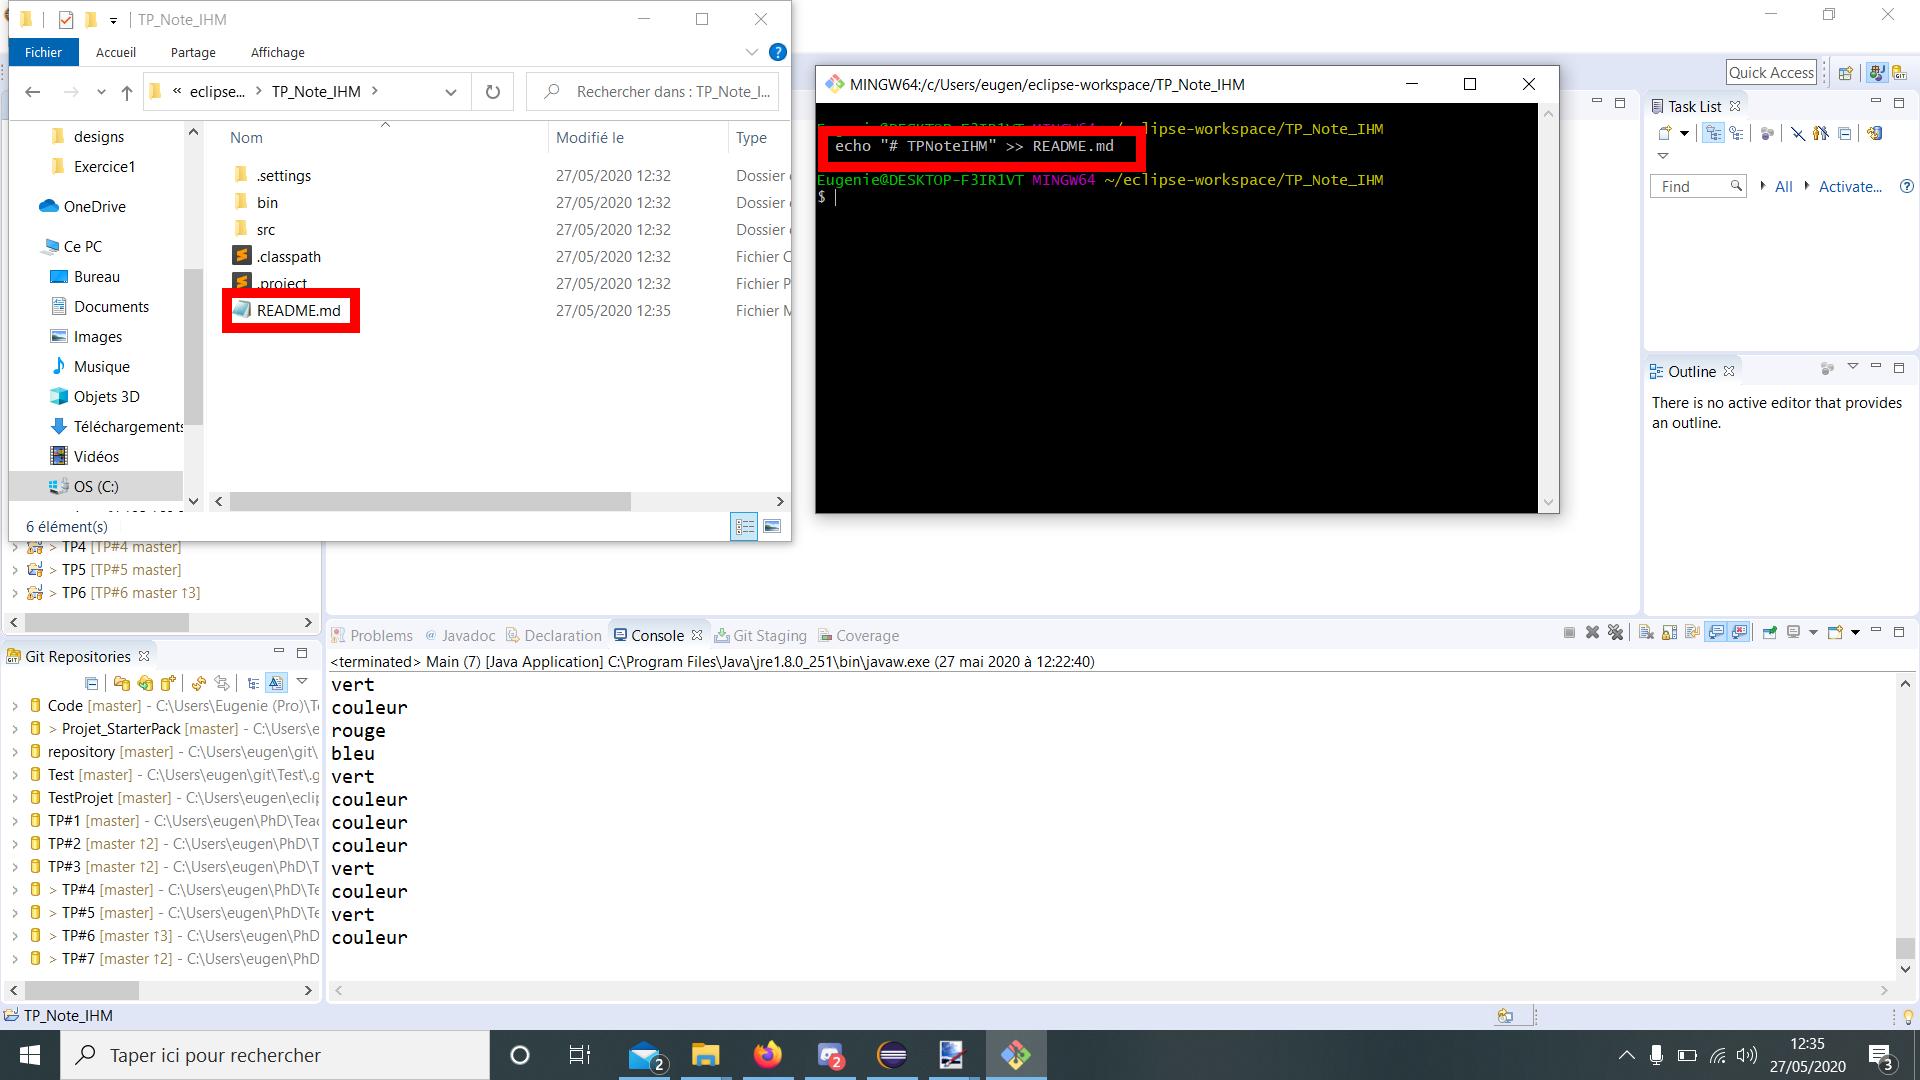 TP_Note_IHM
Fichier Accueil Partage Affichage
« eclipse... > TP_Note_IHM >
Rechercher dans : TP_Note_I...
designs
Exercice1
OneDrive
Ce PC
Bureau
Documents
Images
Musique
Objets 3D
Téléchargements
Vidéos
OS (C:)
Nom Modifié le Type
.settings 27/05/2020 12:32 Dossier
bin 27/05/2020 12:32 Dossier
src 27/05/2020 12:32 Dossier
.classpath 27/05/2020 12:32 Fichier C
.project 27/05/2020 12:32 Fichier P
README.md 27/05/2020 12:35 Fichier M
6 élément(s)
MINGW64:/c/Users/eugen/eclipse-workspace/TP_Note_IHM
Eugenie@DESKTOP-F3IR1VT MINGW64 ~/eclipse-workspace/TP_Note_IHM
echo "# TPNoteIHM" >> README.md
Eugenie@DESKTOP-F3IR1VT MINGW64 ~/eclipse-workspace/TP_Note_IHM
$
Quick Access
Task List
Find All Activate...
Outline
There is no active editor that provides
an outline.
> TP4 [TP#4 master]
> TP5 [TP#5 master]
> TP6 [TP#6 master ↑3]
Git Repositories
Code [master] - C:\Users\Eugenie (Pro)\T
> Projet_StarterPack [master] - C:\Users\e
repository [master] - C:\Users\eugen\git\
Test [master] - C:\Users\eugen\git\Test\.g
TestProjet [master] - C:\Users\eugen\eclip
TP#1 [master] - C:\Users\eugen\PhD\Teac
TP#2 [master ↑2] - C:\Users\eugen\PhD\T
TP#3 [master ↑2] - C:\Users\eugen\PhD\T
> TP#4 [master] - C:\Users\eugen\PhD\Te
> TP#5 [master] - C:\Users\eugen\PhD\Te
> TP#6 [master ↑3] - C:\Users\eugen\PhD
> TP#7 [master ↑2] - C:\Users\eugen\PhD
Problems @ Javadoc Declaration Console Git Staging Coverage
<terminated> Main (7) [Java Application] C:\Program Files\Java\jre1.8.0_251\bin\javaw.exe (27 mai 2020 à 12:22:40)
vert
couleur
rouge
bleu
vert
couleur
couleur
couleur
vert
couleur
vert
couleur
TP_Note_IHM
Taper ici pour rechercher
2
2
12:35
27/05/2020
3